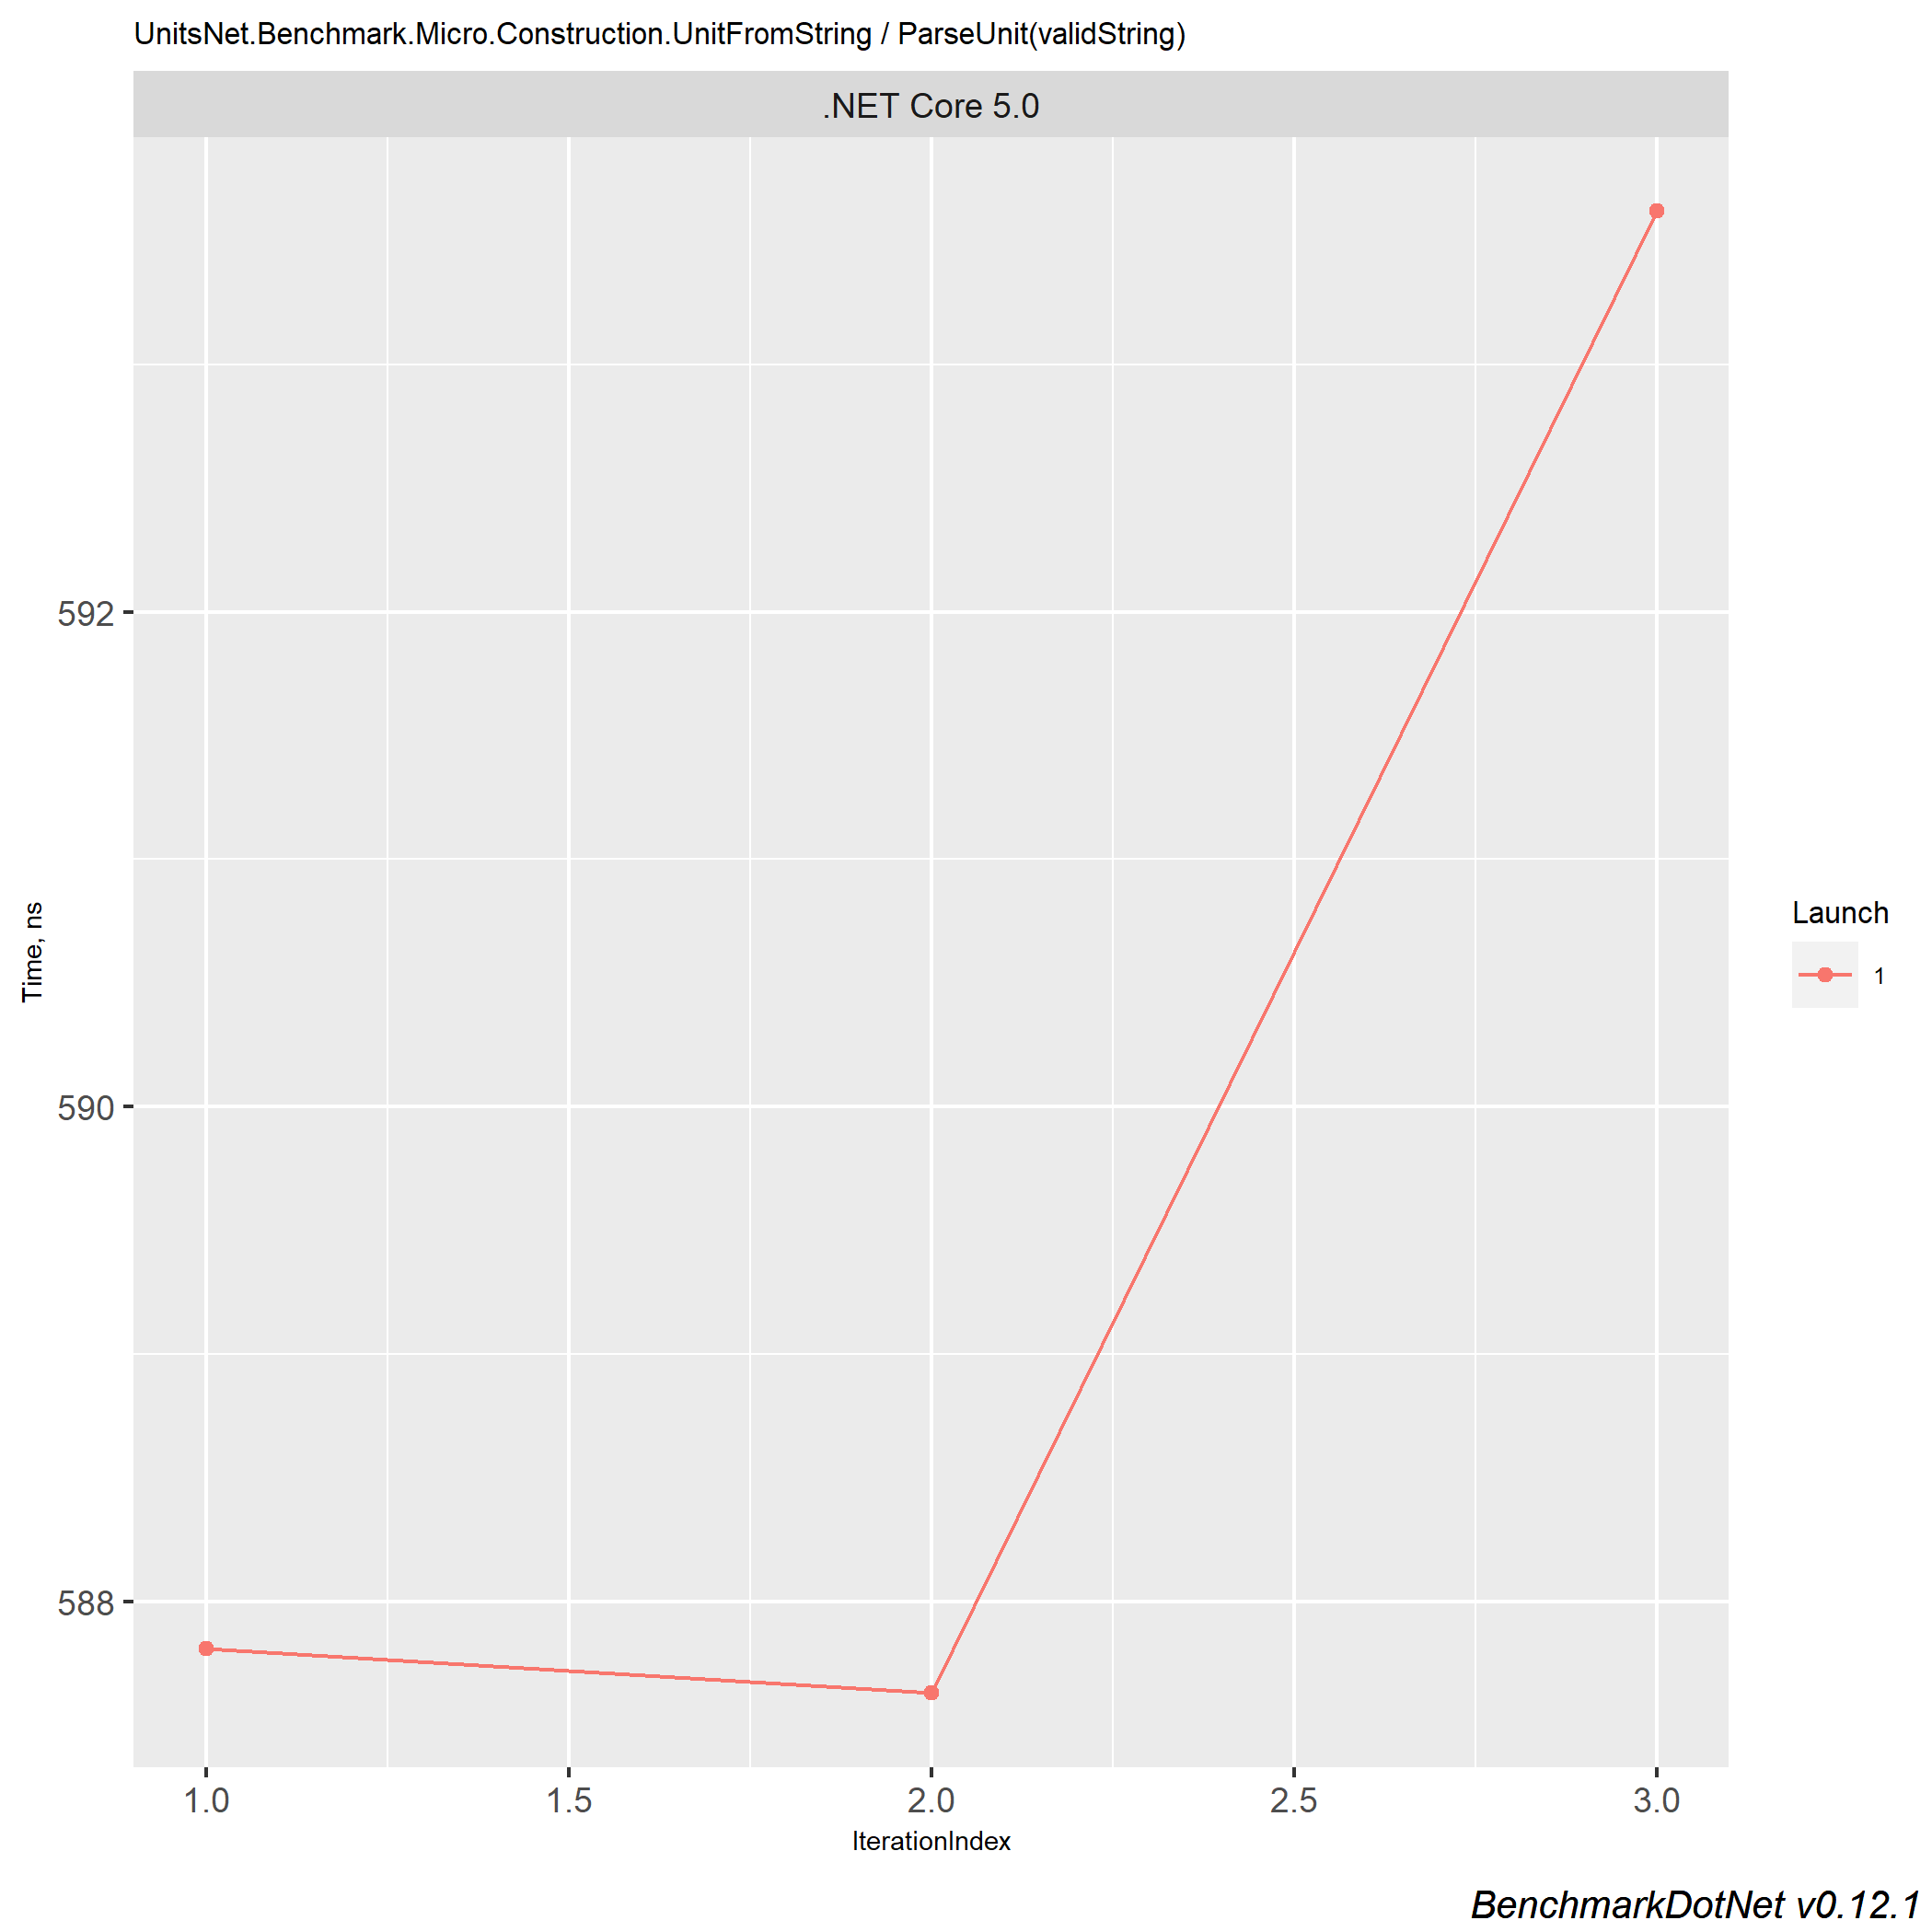 UnitsNet.Benchmark.Micro.Construction.UnitFromString / ParseUnit(validString)
.NET Core 5.0
592
590
588
Time, ns
1.0 1.5 2.0 2.5 3.0
IterationIndex
Launch
1
BenchmarkDotNet v0.12.1